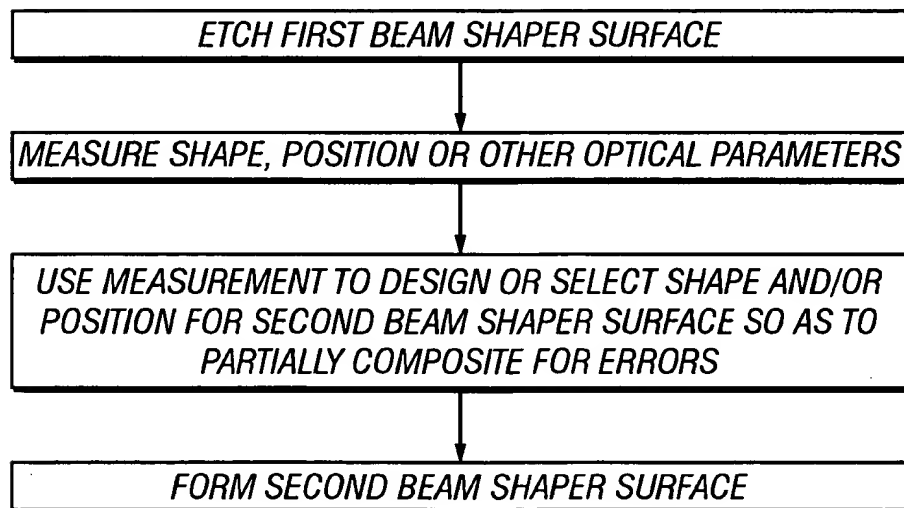 ETCH FIRST BEAM SHAPER SURFACE
MEASURE SHAPE, POSITION OR OTHER OPTICAL PARAMETERS
USE MEASUREMENT TO DESIGN OR SELECT SHAPE AND/OR
POSITION FOR SECOND BEAM SHAPER SURFACE SO AS TO
PARTIALLY COMPOSITE FOR ERRORS
FORM SECOND BEAM SHAPER SURFACE